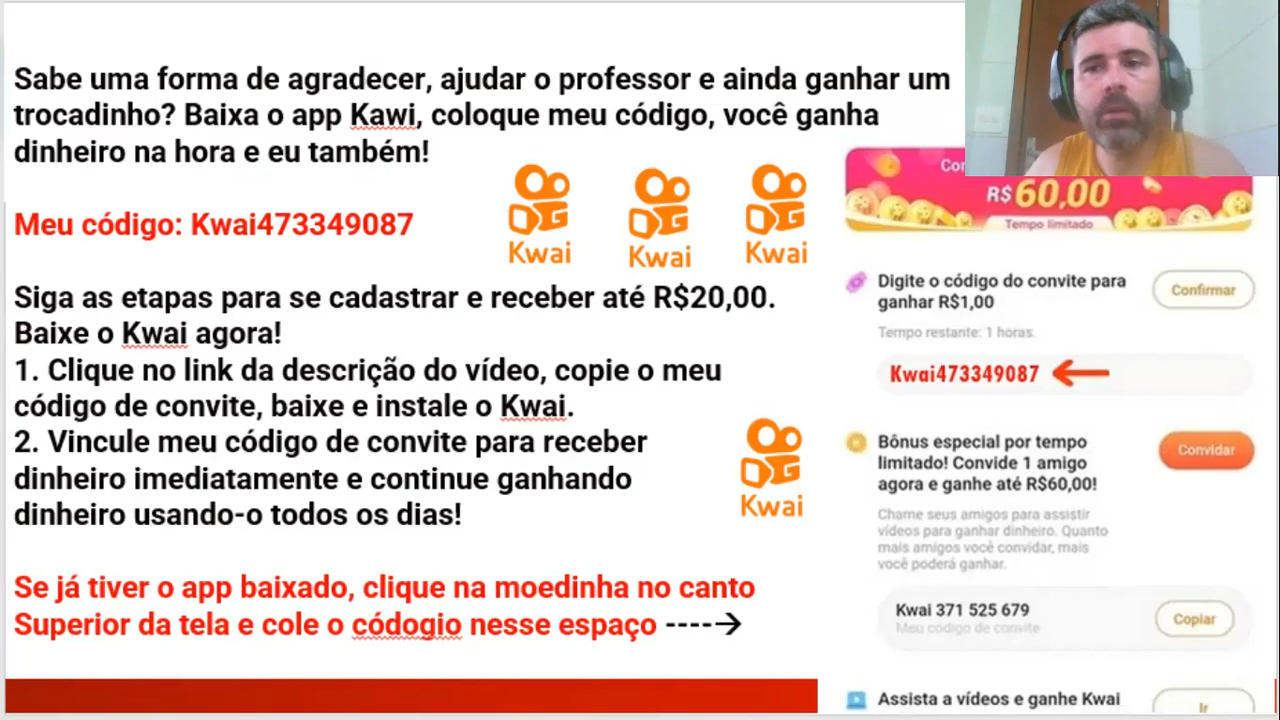 Sabe uma forma de agradecer, ajudar o professor e ainda ganhar um
trocadinho? Baixa o app Kawi, coloque meu código, você ganha
dinheiro na hora e eu também!
Meu código: Kwai473349087
Kwai
Kwai
Kwai
Siga as etapas para se cadastrar e receber até R$20,00.
Baixe o Kwai agora!
1. Clique no link da descrição do vídeo, copie o meu
código de convite, baixe e instale o Kwai.
2. Vincule meu código de convite para receber
dinheiro imediatamente e continue ganhando
dinheiro usando-o todos os dias!
Kwai
Se já tiver o app baixado, clique na moedinha no canto
Superior da tela e cole o códogio nesse espaço ----→
R$60,00
Tempo limitado
Digite o código do convite para
ganhar R$1,00
Confirmar
Tempo restante: 1 horas.
Kwai473349087
Bônus especial por tempo
limitado! Convide 1 amigo
agora e ganhe até R$60,00!
Convidar
Chame seus amigos para assistir
vídeos para ganhar dinheiro. Quanto
mais amigos você convidar, mais
você poderá ganhar.
Kwai 371 525 679
Meu código de convite
Copiar
Assista a vídeos e ganhe Kwai
Ir